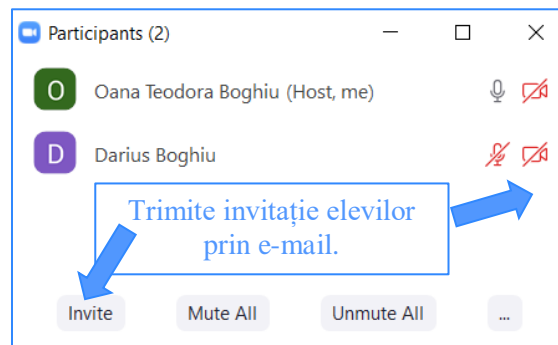 Participants (2)
O Oana Teodora Boghiu (Host, me)
D Darius Boghiu
Trimite invitație elevilor
prin e-mail.
Invite Mute All Unmute All ...